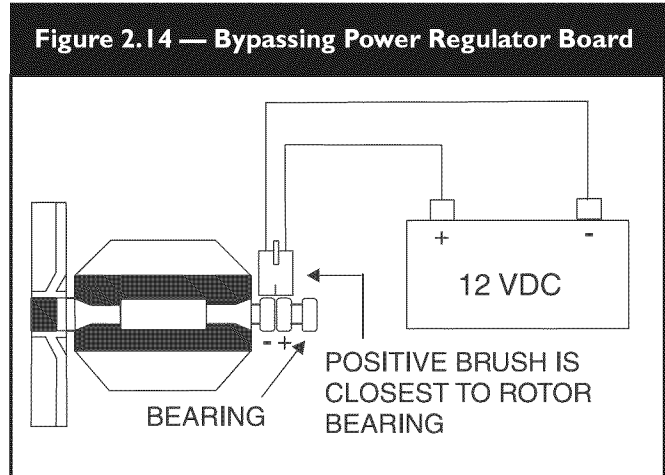 Figure 2.14 — Bypassing Power Regulator Board
+ -
12 VDC
- +
POSITIVE BRUSH IS
CLOSEST TO ROTOR
BEARING
BEARING